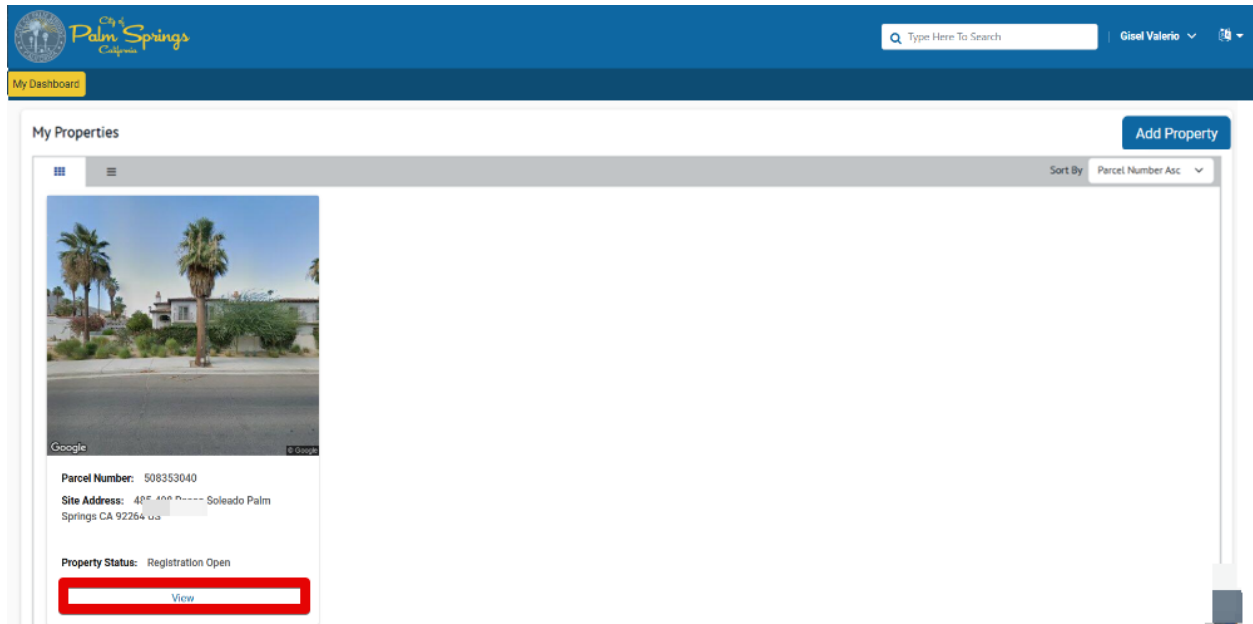 City of
Palm Springs
California
Type Here To Search
Gisel Valerio
My Dashboard
My Properties
Add Property
Sort By
Parcel Number Asc
Google
© Google
Parcel Number: 508353040
Site Address: Soleado Palm
Springs CA 92264
Property Status: Registration Open
View